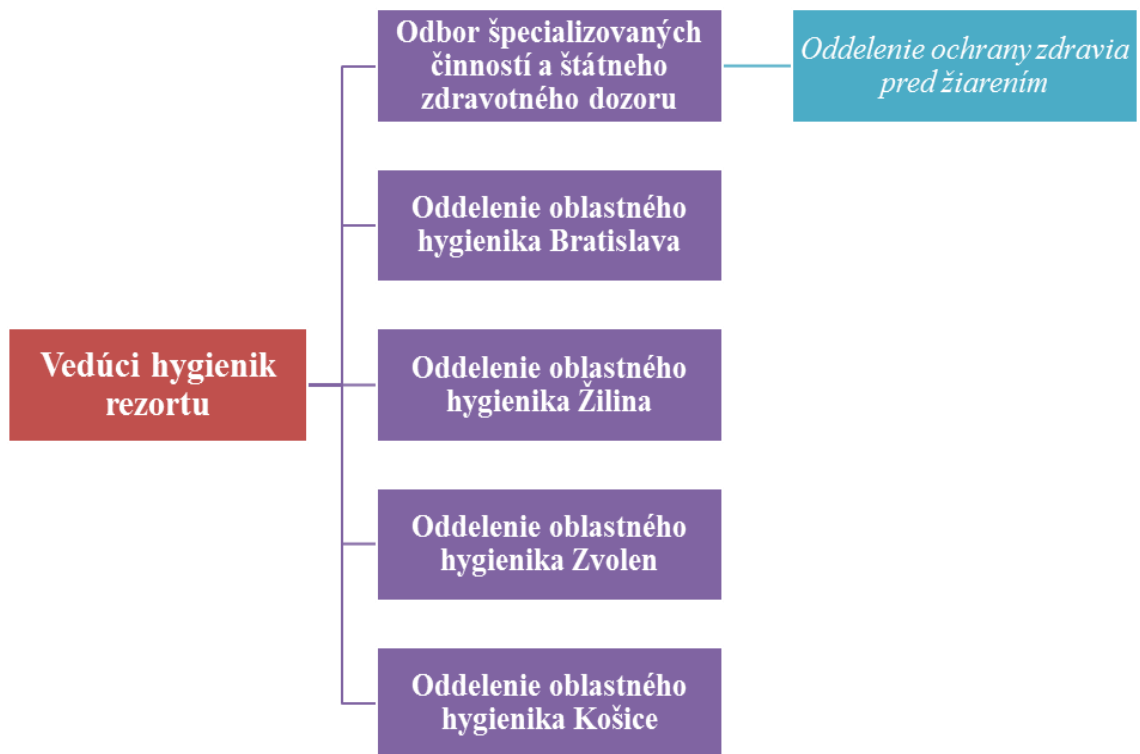 Odbor špecializovaných
činností a štátneho
zdravotného dozoru
Oddelenie ochrany zdravia
pred žiarením
Oddelenie oblastného
hygienika Bratislava
Vedúci hygienik
rezortu
Oddelenie oblastného
hygienika Žilina
Oddelenie oblastného
hygienika Zvolen
Oddelenie oblastného
hygienika Košice